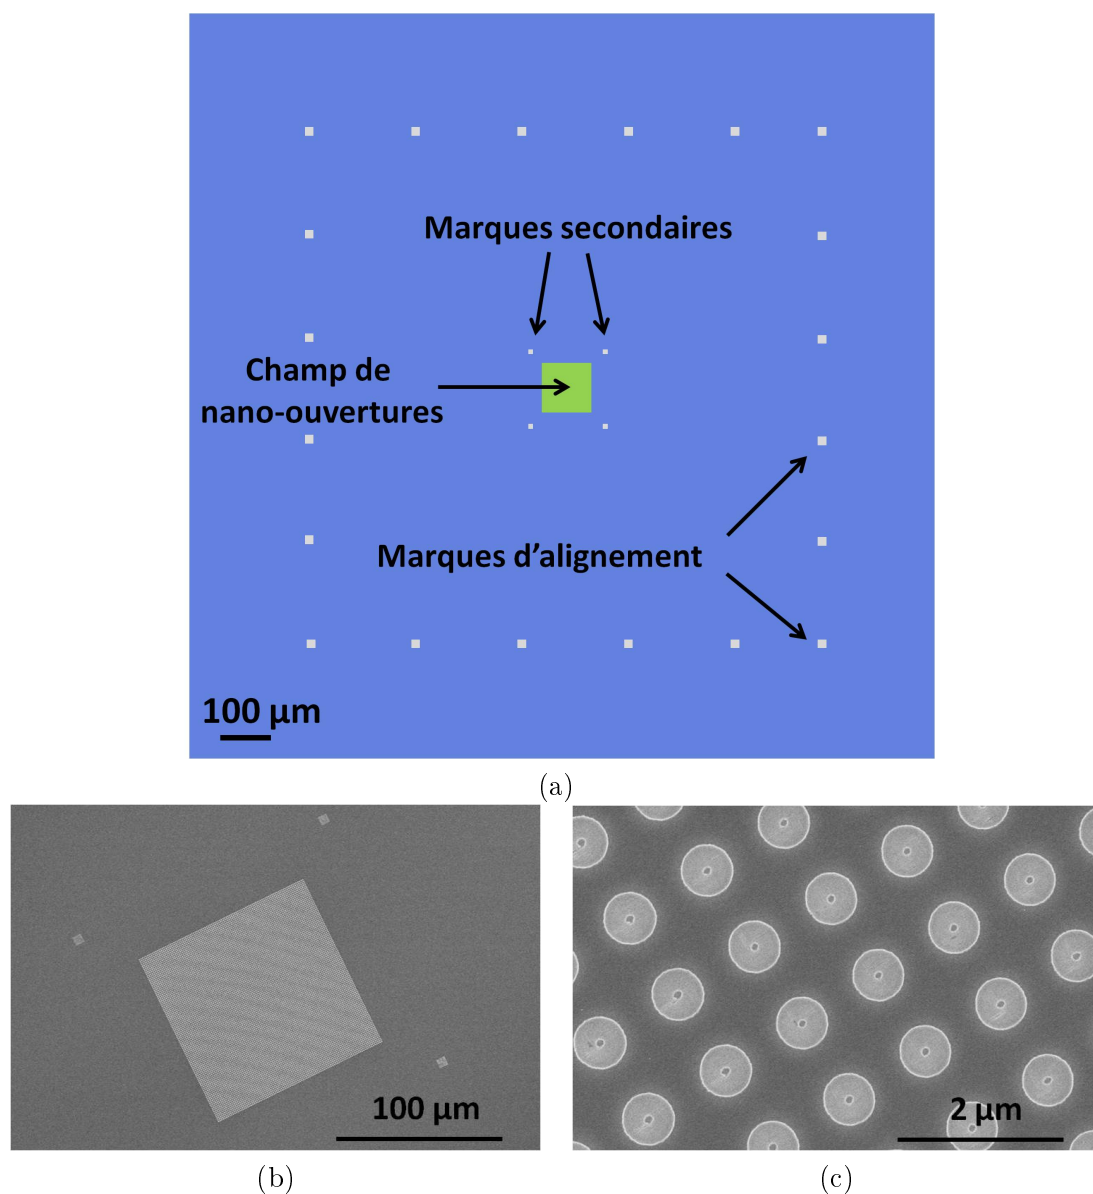 Marques secondaires
Champ de
nano-ouvertures
Marques d’alignement
100 µm
(a)
100 µm
2 µm
(b)
(c)